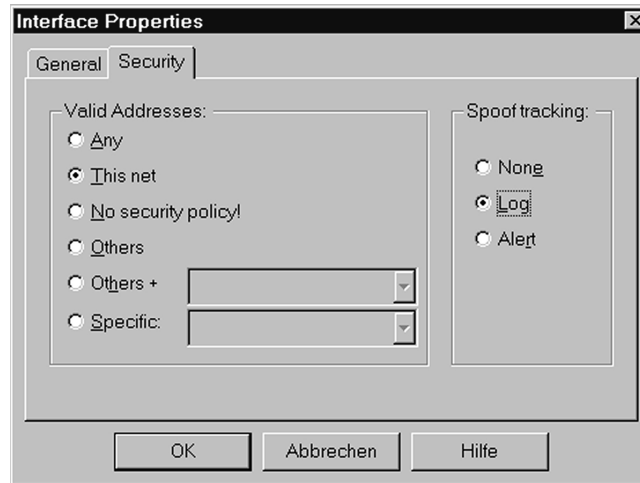 Interface Properties
General Security
Valid Addresses:
Any
This net
No security policy!
Others
Others +
Specific:
Spoof tracking:
None
Log
Alert
OK Abbrechen Hilfe